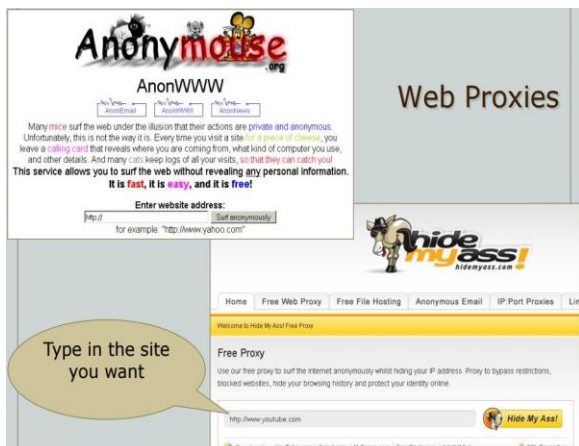 Anonymouse
.org
AnonWWW
AnonEmail AnonWWW AnonNews
Many mice surf the web under the illusion that their actions are private and anonymous.
Unfortunately, this is not the way it is. Every time you visit a site for a piece of cheese, you
leave a calling card that reveals where you are coming from, what kind of computer you use,
and other details. And many cats keep logs of all your visits, so that they can catch you!
This service allows you to surf the web without revealing any personal information.
It is fast, it is easy, and it is free!
Enter website address:
http:// Surf anonymously
for example: "http://www.yahoo.com"
Web Proxies
hide
my ass!
hidemyass.com
Home Free Web Proxy Free File Hosting Anonymous Email IP:Port Proxies Lin
Welcome to Hide My Ass! Free Proxy
Free Proxy
Use our free proxy to surf the internet anonymously whilst hiding your IP address. Proxy to bypass restrictions,
blocked websites, hide your browsing history and protect your identity online.
Type in the site
you want
http://www.youtube.com Hide My Ass!